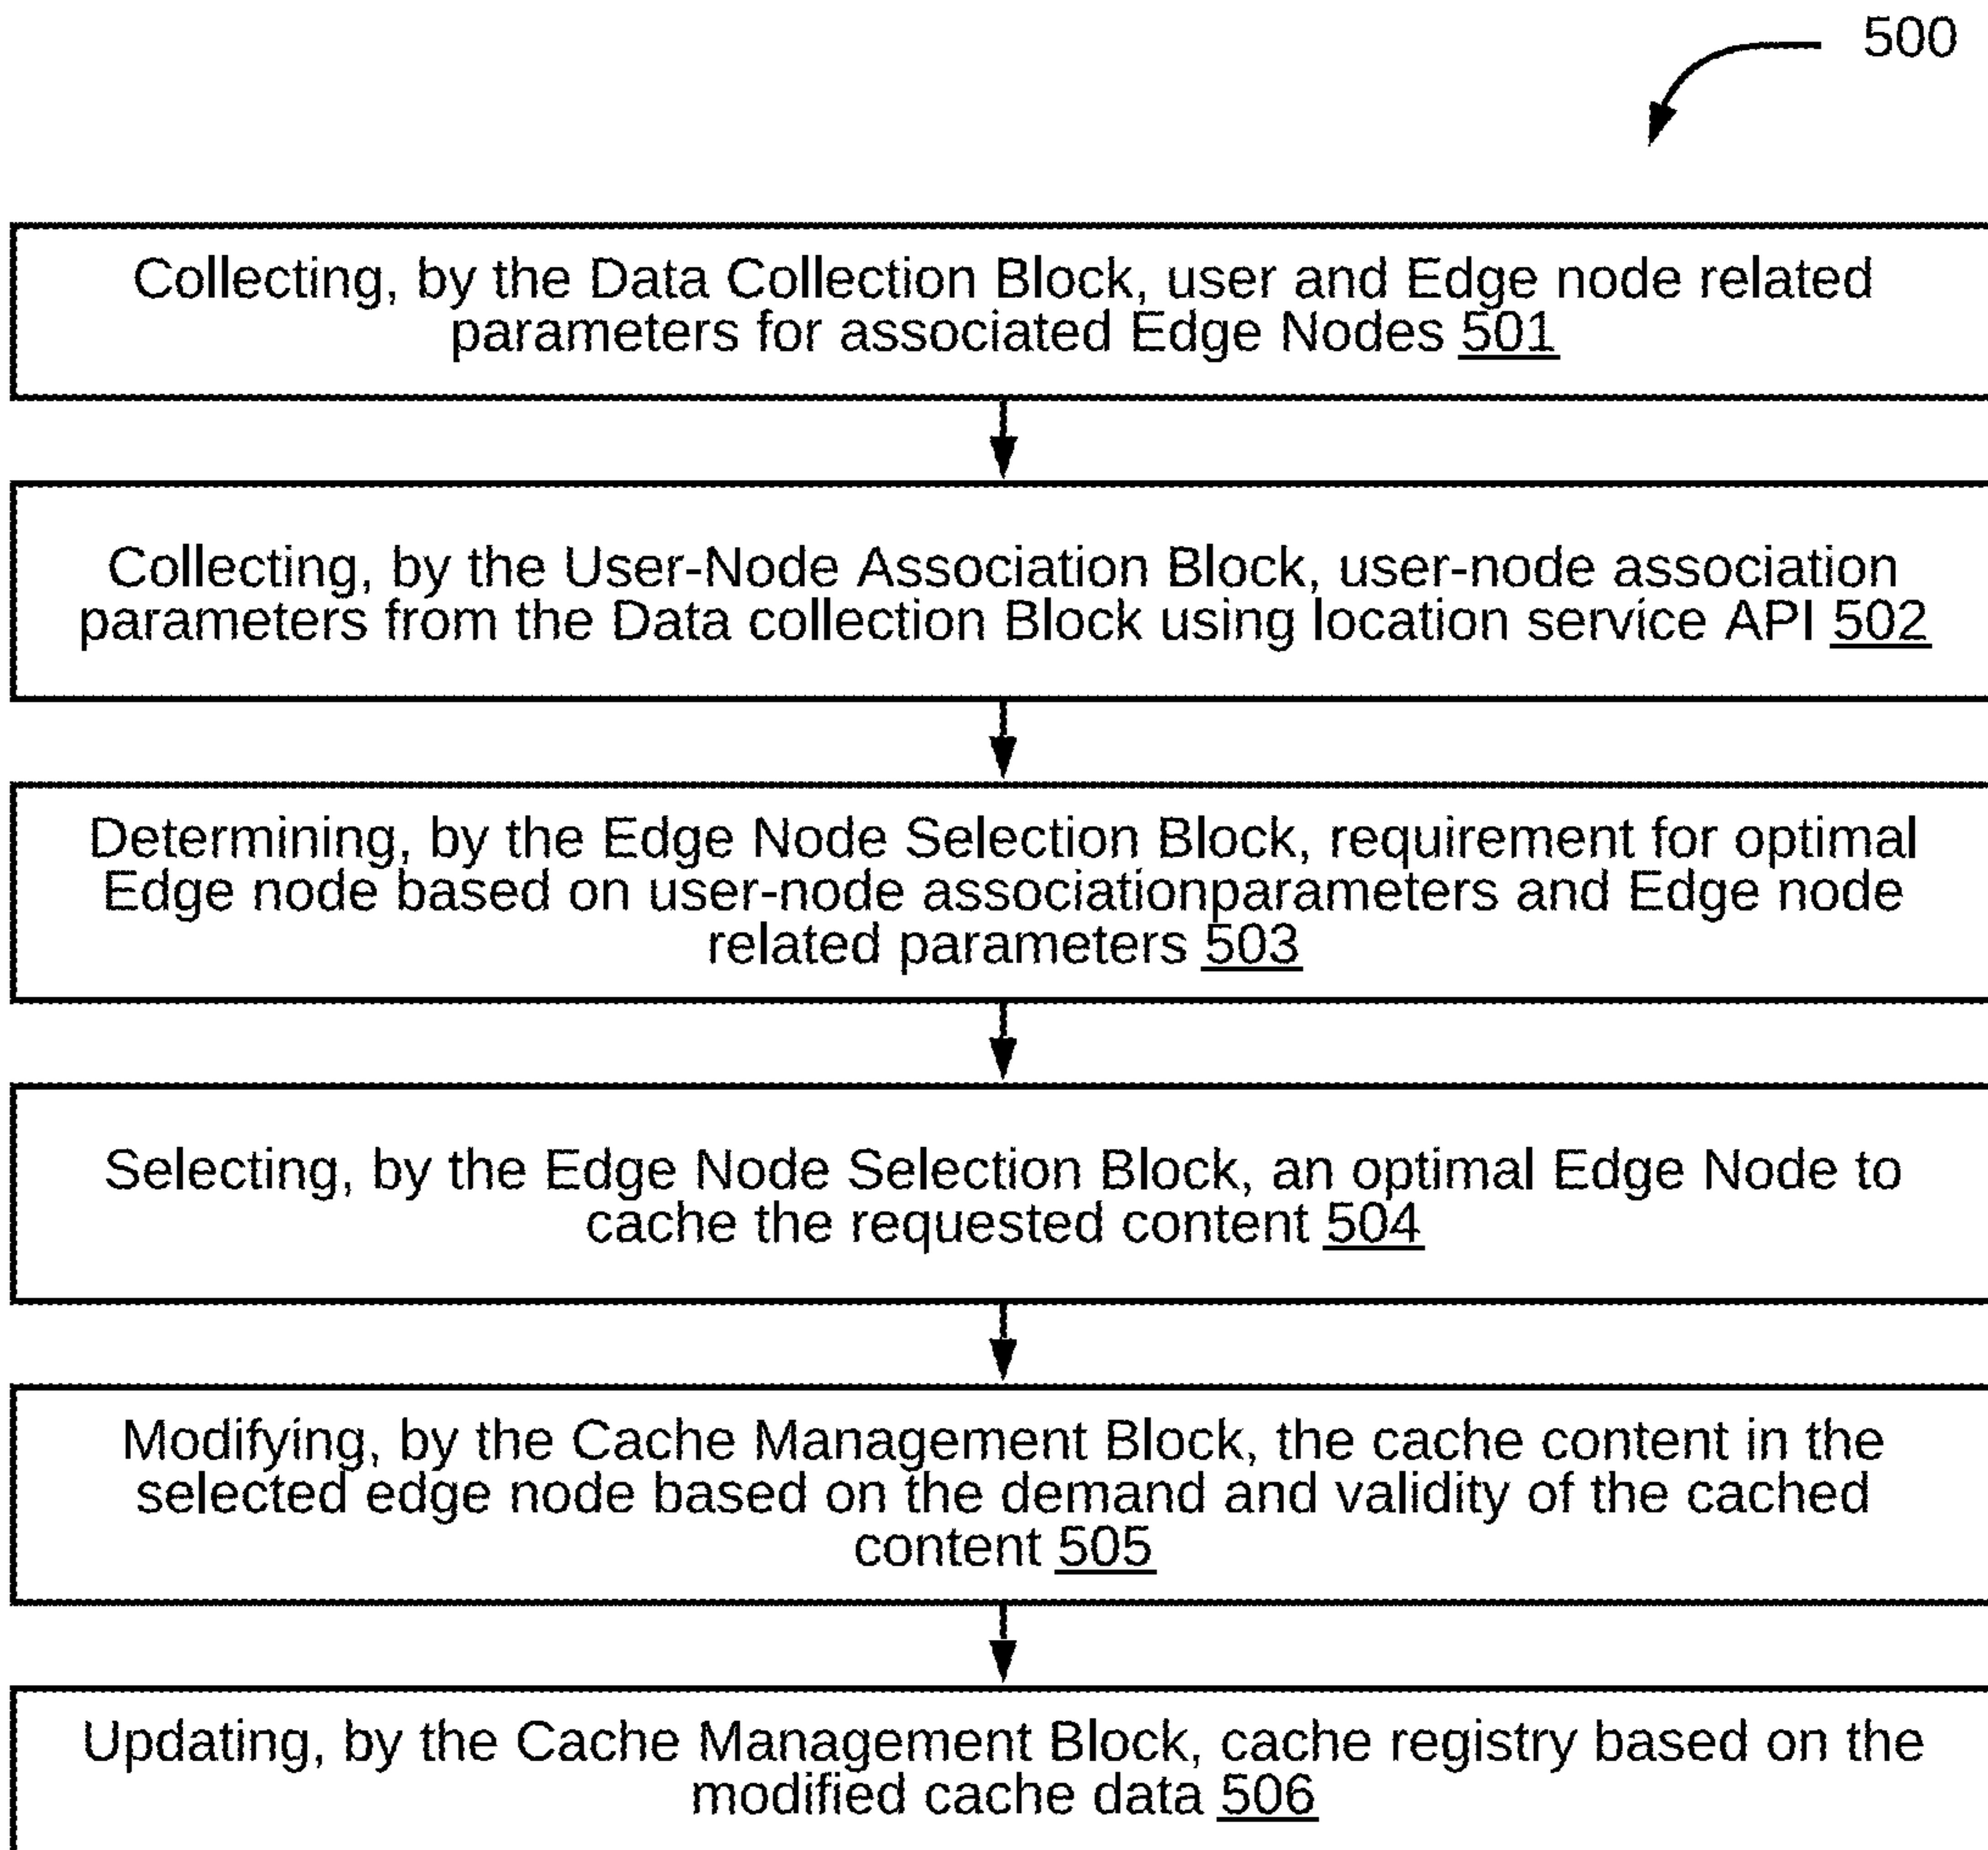 500
Collecting, by the Data Collection Block, user and Edge node related
parameters for associated Edge Nodes 501
Collecting, by the User-Node Association Block, user-node association
parameters from the Data collection Block using location service API 502
Determining, by the Edge Node Selection Block, requirement for optimal
Edge node based on user-node associationparameters and Edge node
related parameters 503
Selecting, by the Edge Node Selection Block, an optimal Edge Node to
cache the requested content 504
Modifying, by the Cache Management Block, the cache content in the
selected edge node based on the demand and validity of the cached
content 505
Updating, by the Cache Management Block, cache registry based on the
modified cache data 506